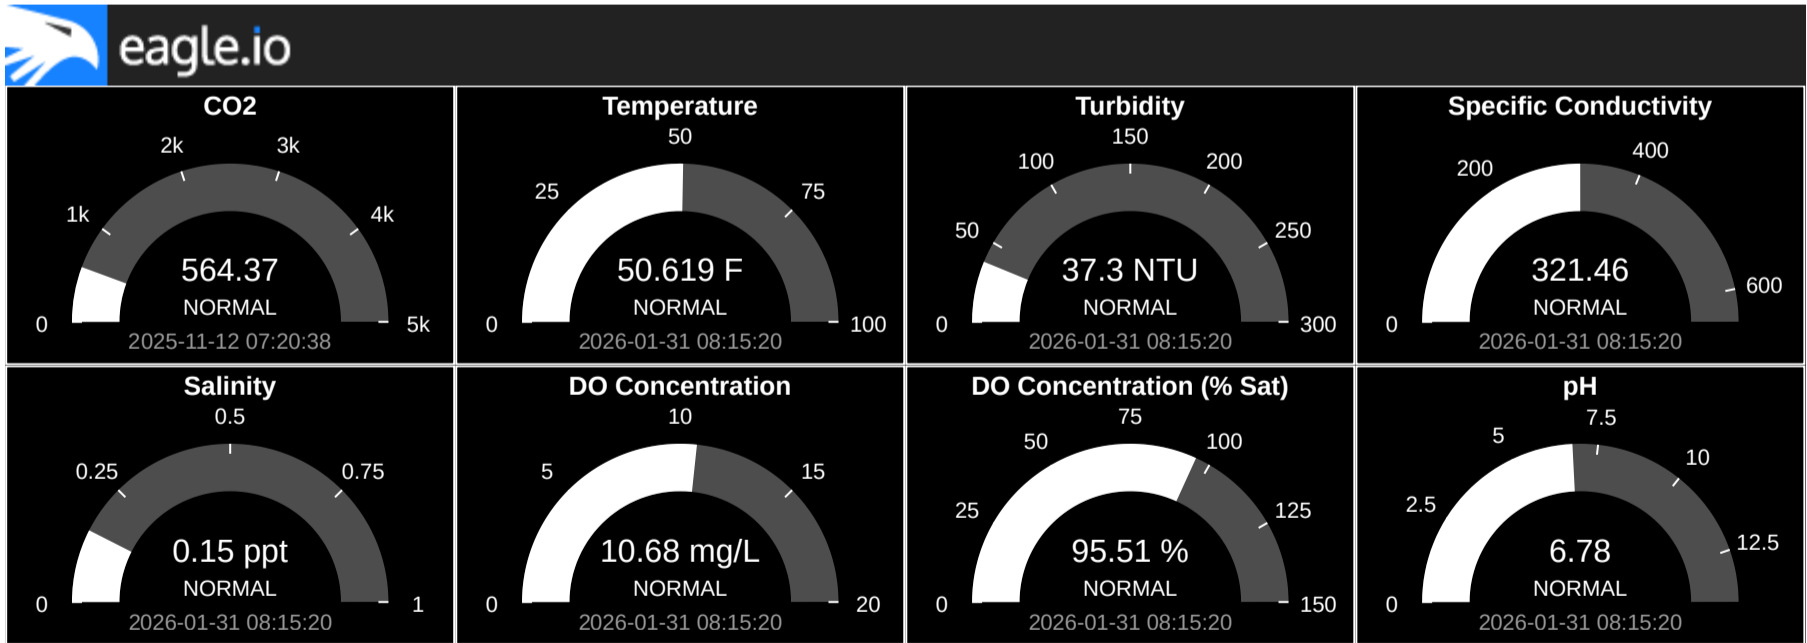 eagle.io
CO2
0
1k
2k
3k
4k
5k
564.37
NORMAL
2025-11-12 07:20:38
Temperature
0
25
50
75
100
50.619 F
NORMAL
2026-01-31 08:15:20
Turbidity
0
50
100
150
200
250
300
37.3 NTU
NORMAL
2026-01-31 08:15:20
Specific Conductivity
0
200
400
600
321.46
NORMAL
2026-01-31 08:15:20
Salinity
0
0.25
0.5
0.75
1
0.15 ppt
NORMAL
2026-01-31 08:15:20
DO Concentration
0
5
10
15
20
10.68 mg/L
NORMAL
2026-01-31 08:15:20
DO Concentration (% Sat)
0
25
50
75
100
125
150
95.51 %
NORMAL
2026-01-31 08:15:20
pH
0
2.5
5
7.5
10
12.5
6.78
NORMAL
2026-01-31 08:15:20